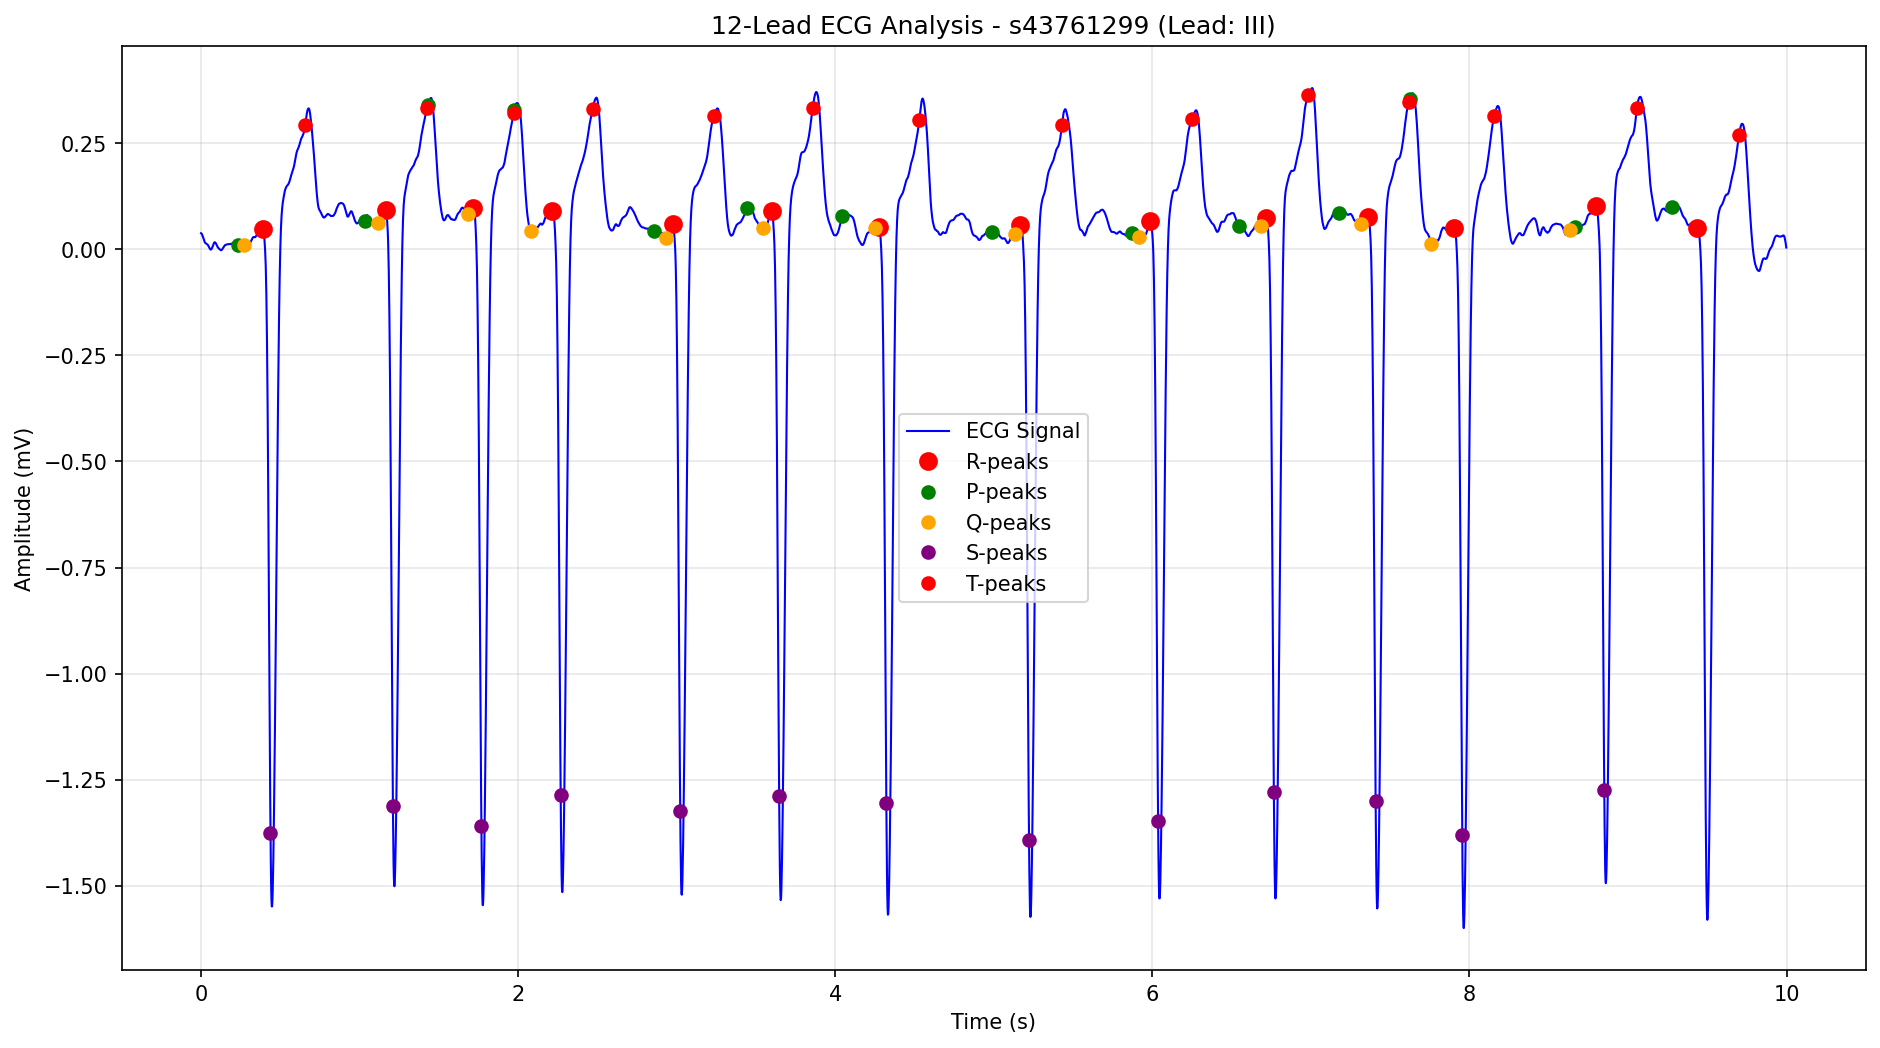 12-Lead ECG Analysis - s43761299 (Lead: III)
0.25
0.00
−0.25
−0.50
−0.75
−1.00
−1.25
−1.50
Amplitude (mV)
ECG Signal
R-peaks
P-peaks
Q-peaks
S-peaks
T-peaks
0 2 4 6 8 10
Time (s)